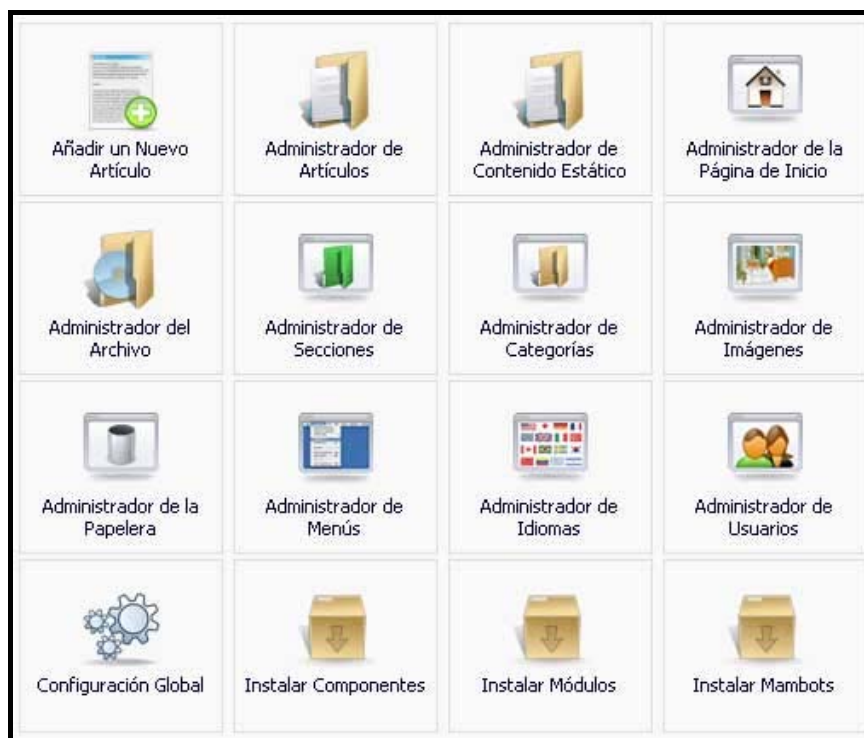 Añadir un Nuevo
Artículo
Administrador de
Artículos
Administrador de
Contenido Estático
Administrador de la
Página de Inicio
Administrador del
Archivo
Administrador de
Secciones
Administrador de
Categorías
Administrador de
Imágenes
Administrador de la
Papelera
Administrador de
Menús
Administrador de
Idiomas
Administrador de
Usuarios
Configuración Global
Instalar Componentes
Instalar Módulos
Instalar Mambots